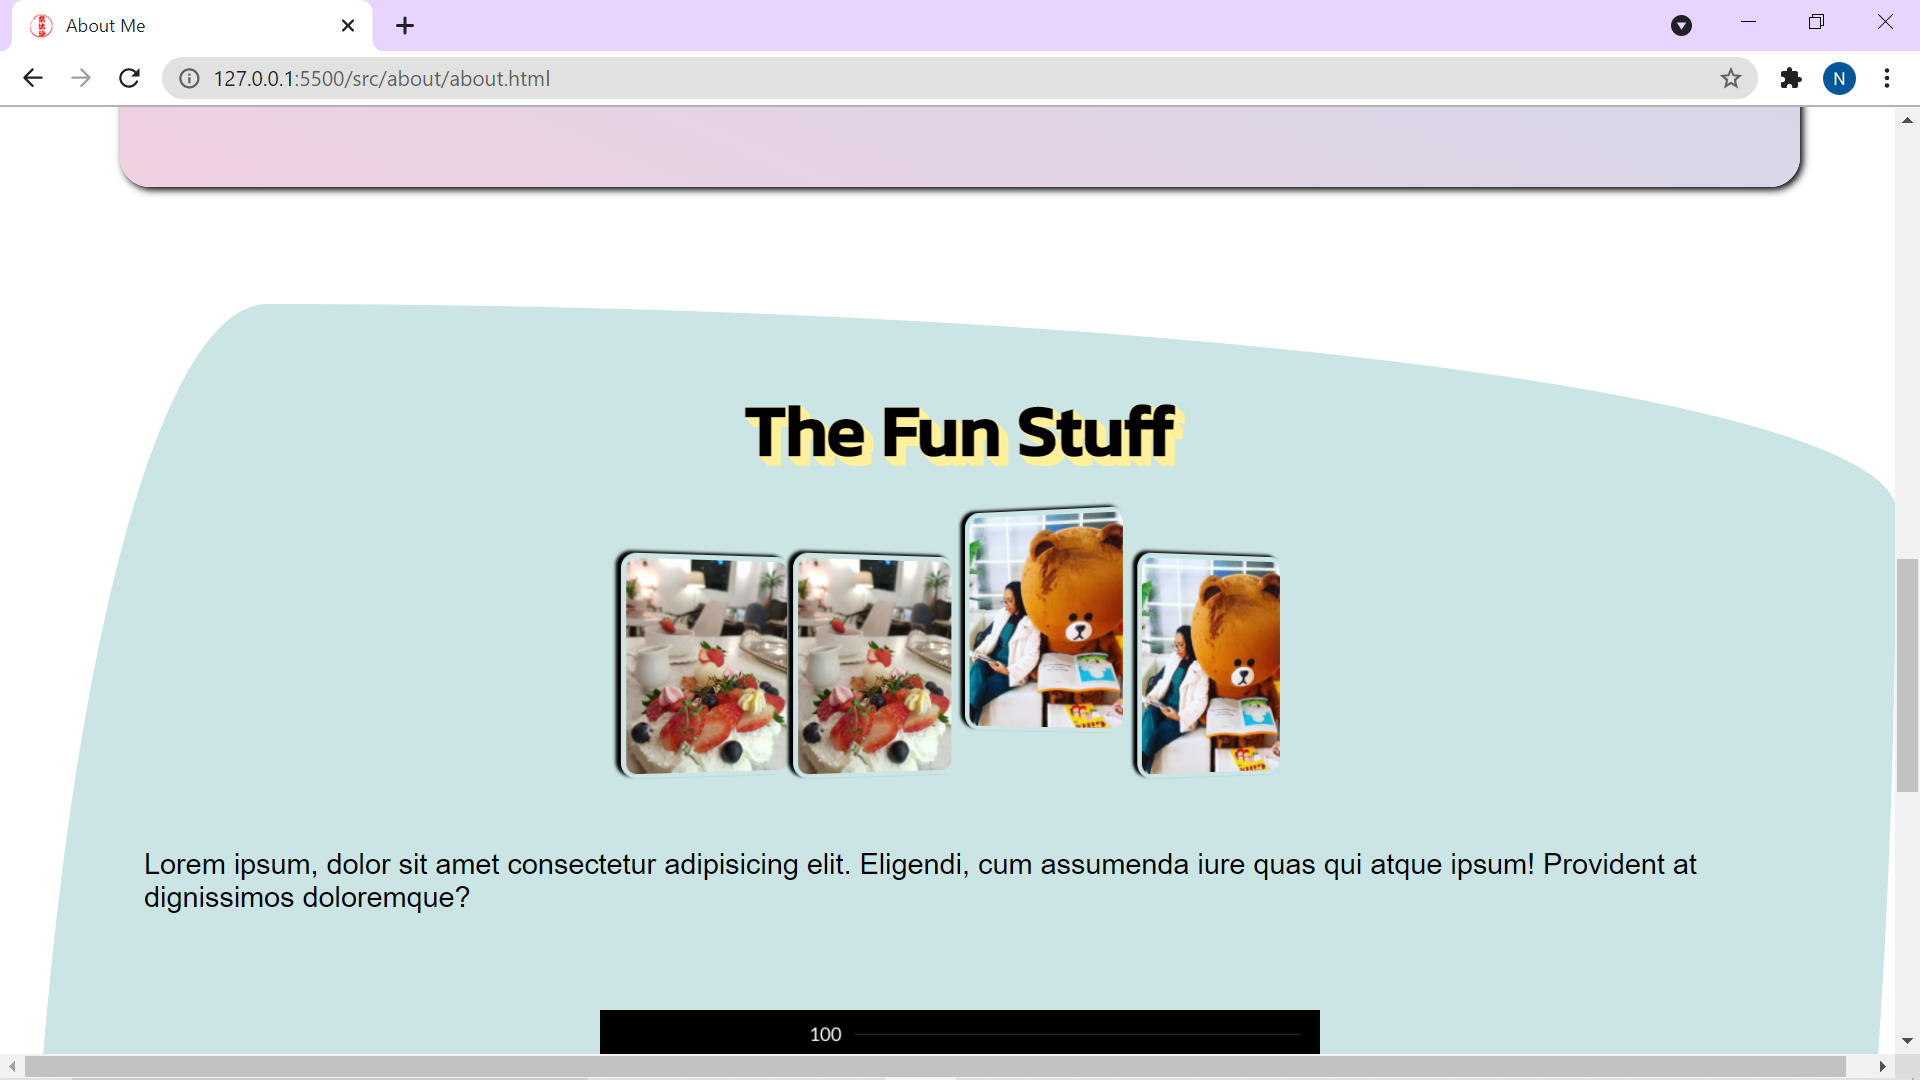 About Me
127.0.0.1:5500/src/about/about.html
N
The Fun Stuff
Lorem ipsum, dolor sit amet consectetur adipisicing elit. Eligendi, cum assumenda iure quas qui atque ipsum! Provident at
dignissimos doloremque?
100